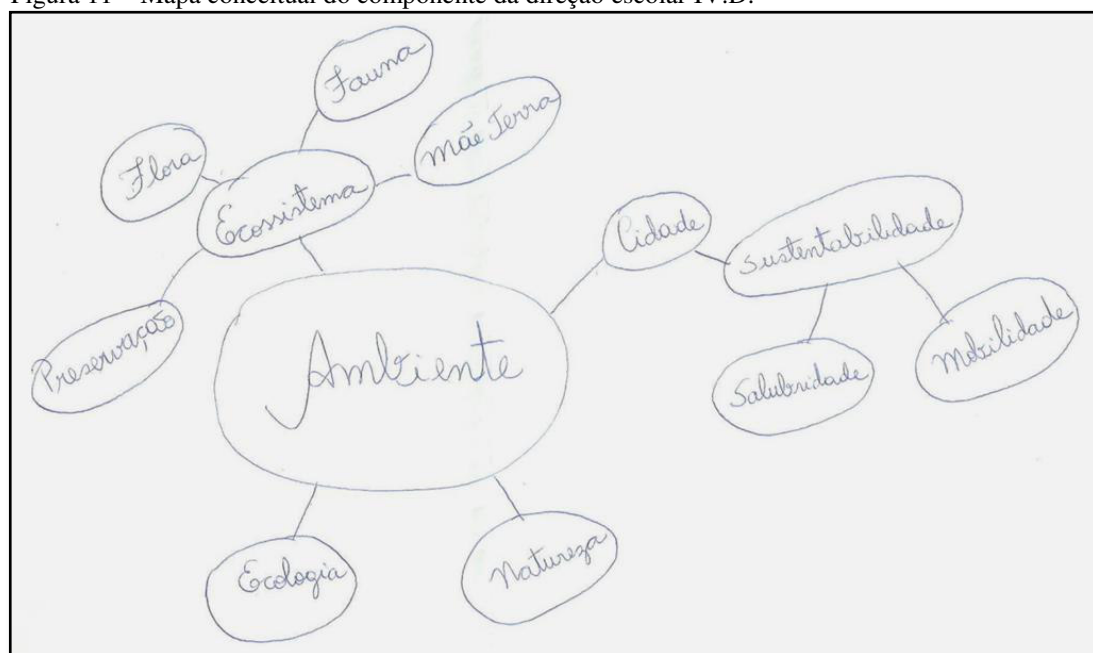 Figura 11 – Mapa conceitual do componente da direção escolar IV.D.
Fauna
Mãe Terra
Flora
Ecossistema
Cidade
Sustentabilidade
Preservação
Ambiente
Mobilidade
Salubridade
Ecologia
Natureza